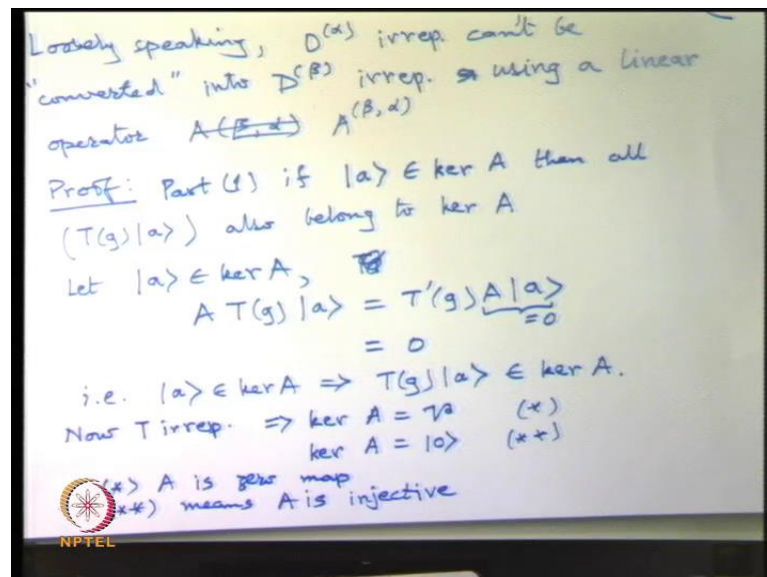 Loosely speaking, D^(α) irrep. can't be
"converted" into D^(β) irrep. using a linear
operator A(β, α) A^(β, α)
Proof: Part (1) if |a> ∈ ker A then all
(T(g)|a>) also belong to ker A
Let |a> ∈ ker A,
A T(g) |a> = T'(g) A |a>
=0
= 0
i.e. |a> ∈ ker A => T(g)|a> ∈ ker A.
Now T irrep. => ker A = V (*)
ker A = |0> (**)
(*) A is zero map
**) means A is injective
NPTEL